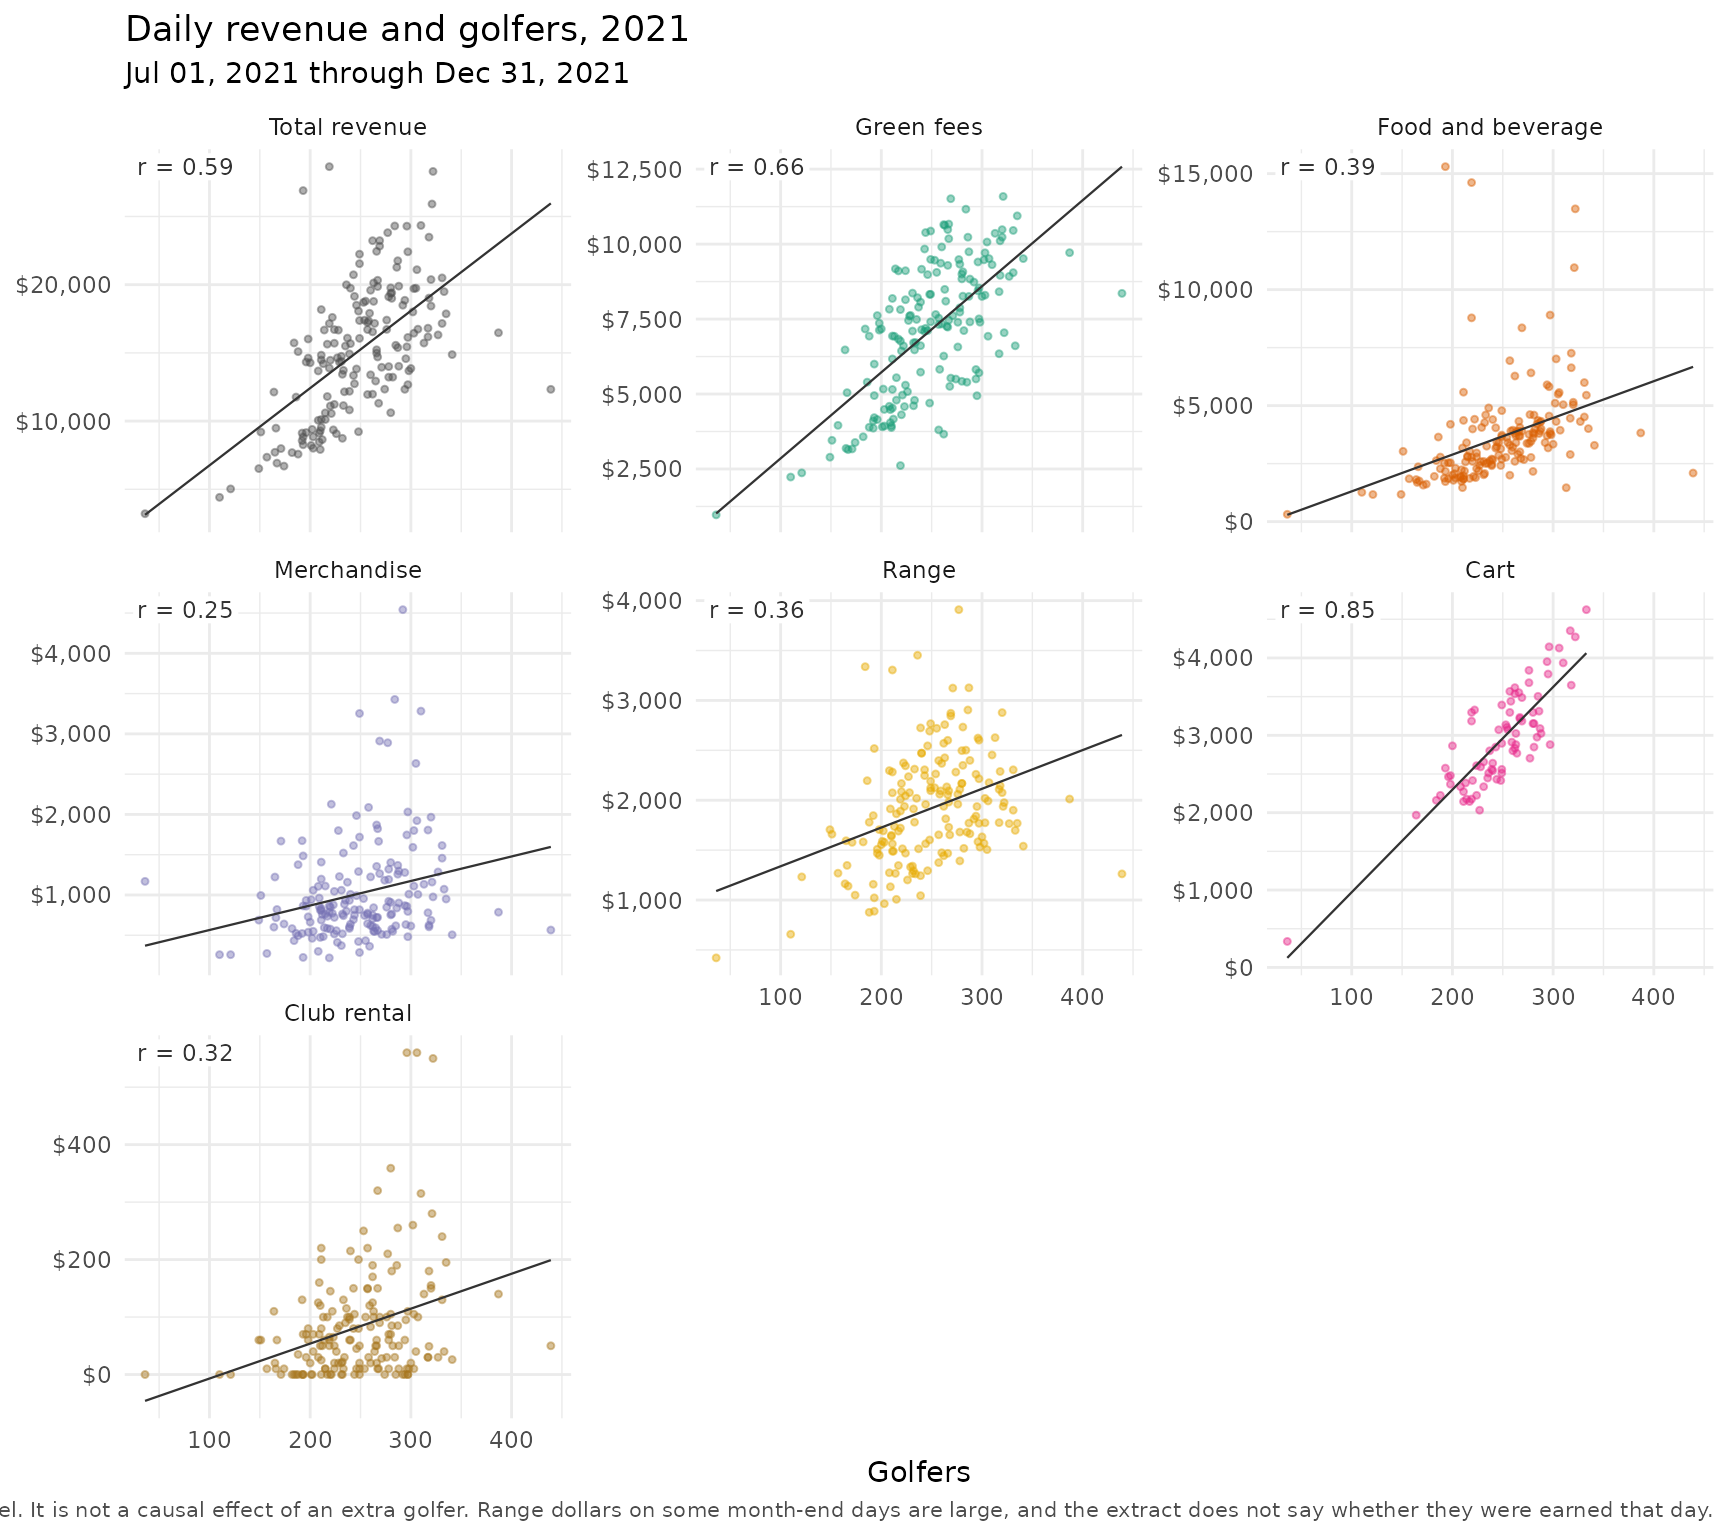 Daily revenue and golfers, 2021
Jul 01, 2021 through Dec 31, 2021
Total revenue
r = 0.59
$20,000
$10,000
Green fees
r = 0.66
$12,500
$10,000
$7,500
$5,000
$2,500
Food and beverage
r = 0.39
$15,000
$10,000
$5,000
$0
Merchandise
r = 0.25
$4,000
$3,000
$2,000
$1,000
Range
r = 0.36
$4,000
$3,000
$2,000
$1,000
100 200 300 400
Cart
r = 0.85
$4,000
$3,000
$2,000
$1,000
$0
100 200 300 400
Club rental
r = 0.32
$400
$200
$0
100 200 300 400
Golfers
el. It is not a causal effect of an extra golfer. Range dollars on some month-end days are large, and the extract does not say whether they were earned that day.